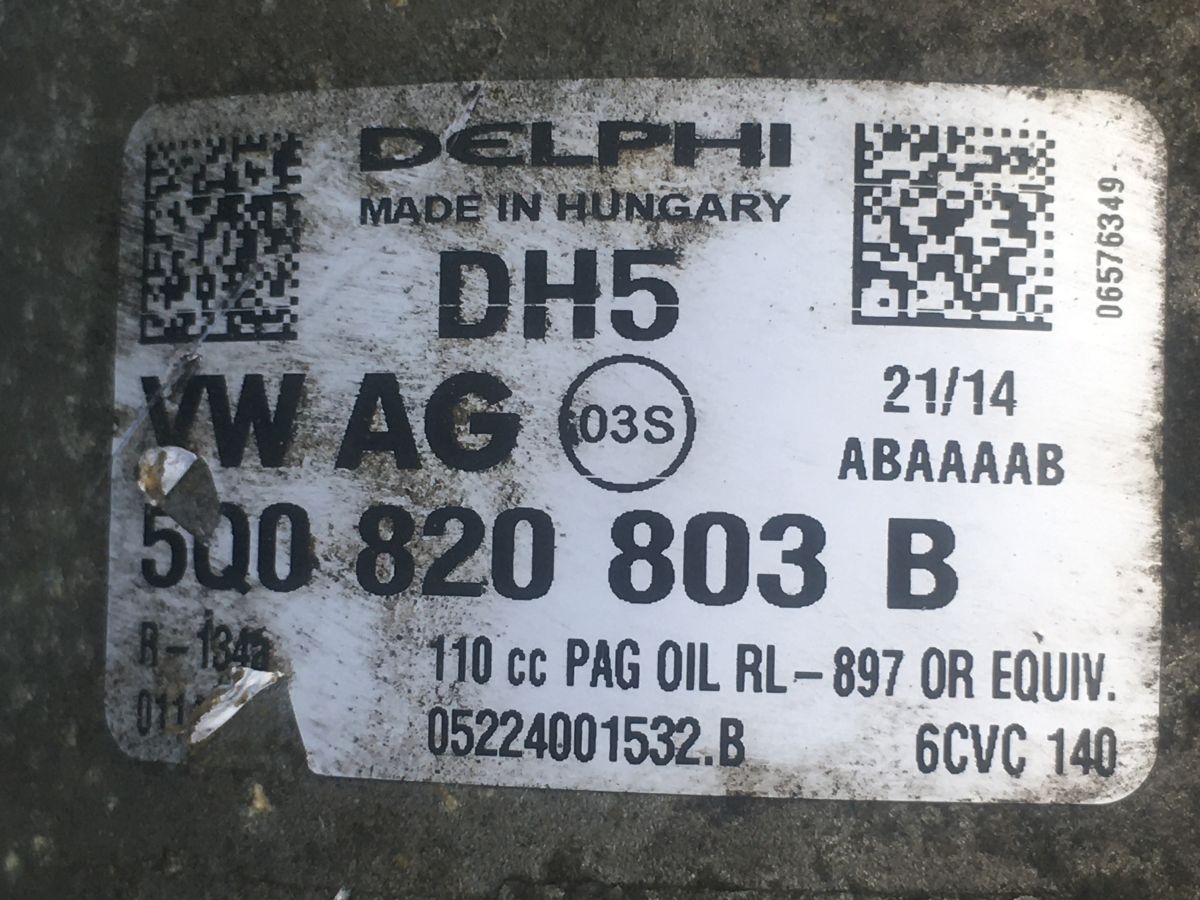 DELPHI
MADE IN HUNGARY
06576349
DH5
VW AG 03S
21/14
ABAAAAB
5Q0 820 803 B
R-134a
110 cc PAG OIL RL-897 OR EQUIV.
05224001532.B
6CVC 140